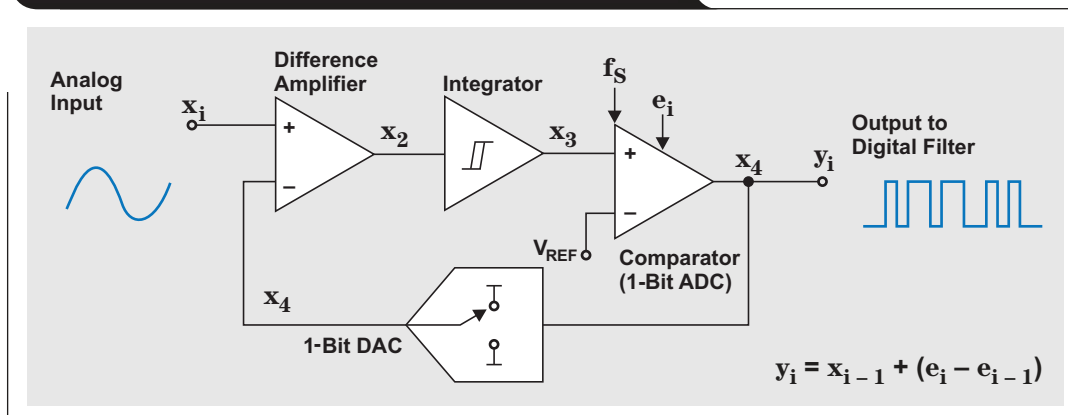 Analog
Input
Difference
Amplifier
Integrator
fS
ei
xi
+
–
x2
x3
+
–
x4
yi
Output to
Digital Filter
VREF
Comparator
(1-Bit ADC)
x4
1-Bit DAC
yi = xi – 1 + (ei – ei – 1)